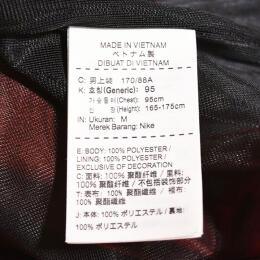 MADE IN VIETNAM
ベトナム製
DIBUAT DI VIETNAM
C: 男上装 170/88A
K: 호칭(Generic): 95
가슴둘레(Chest): 95cm
신장(Height): 165-175cm
IN: Ukuran: M
Merek Barang: Nike
E: BODY: 100% POLYESTER /
LINING: 100% POLYESTER /
EXCLUSIVE OF DECORATION
C: 面料: 100% 聚酯纤维 / 里料:
100% 聚酯纤维 / 不包括装饰部分
T: 表布: 100% 聚酯纖維 / 裡布:
100% 聚酯纖維
J: 本体: 100% ポリエステル / 裏地:
100% ポリエステル